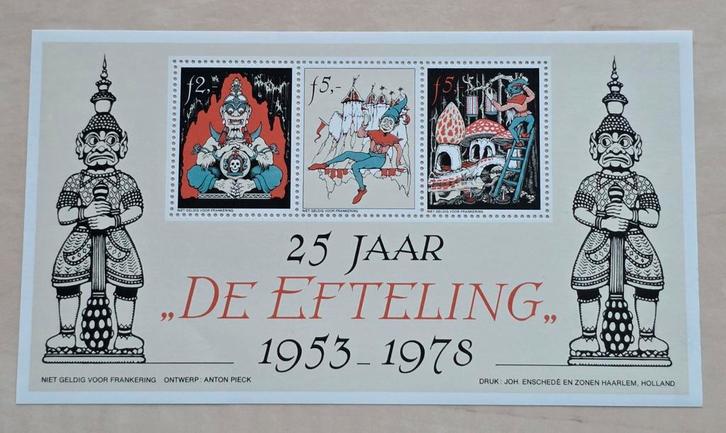 f2,-
f5,-
f5,-
NIET GELDIG VOOR FRANKERING
NIET GELDIG VOOR FRANKERING
NIET GELDIG VOOR FRANKERING
25 JAAR
„DE EFTELING„
1953-1978
NIET GELDIG VOOR FRANKERING ONTWERP: ANTON PIECK
DRUK: JOH. ENSCHEDÉ EN ZONEN HAARLEM, HOLLAND